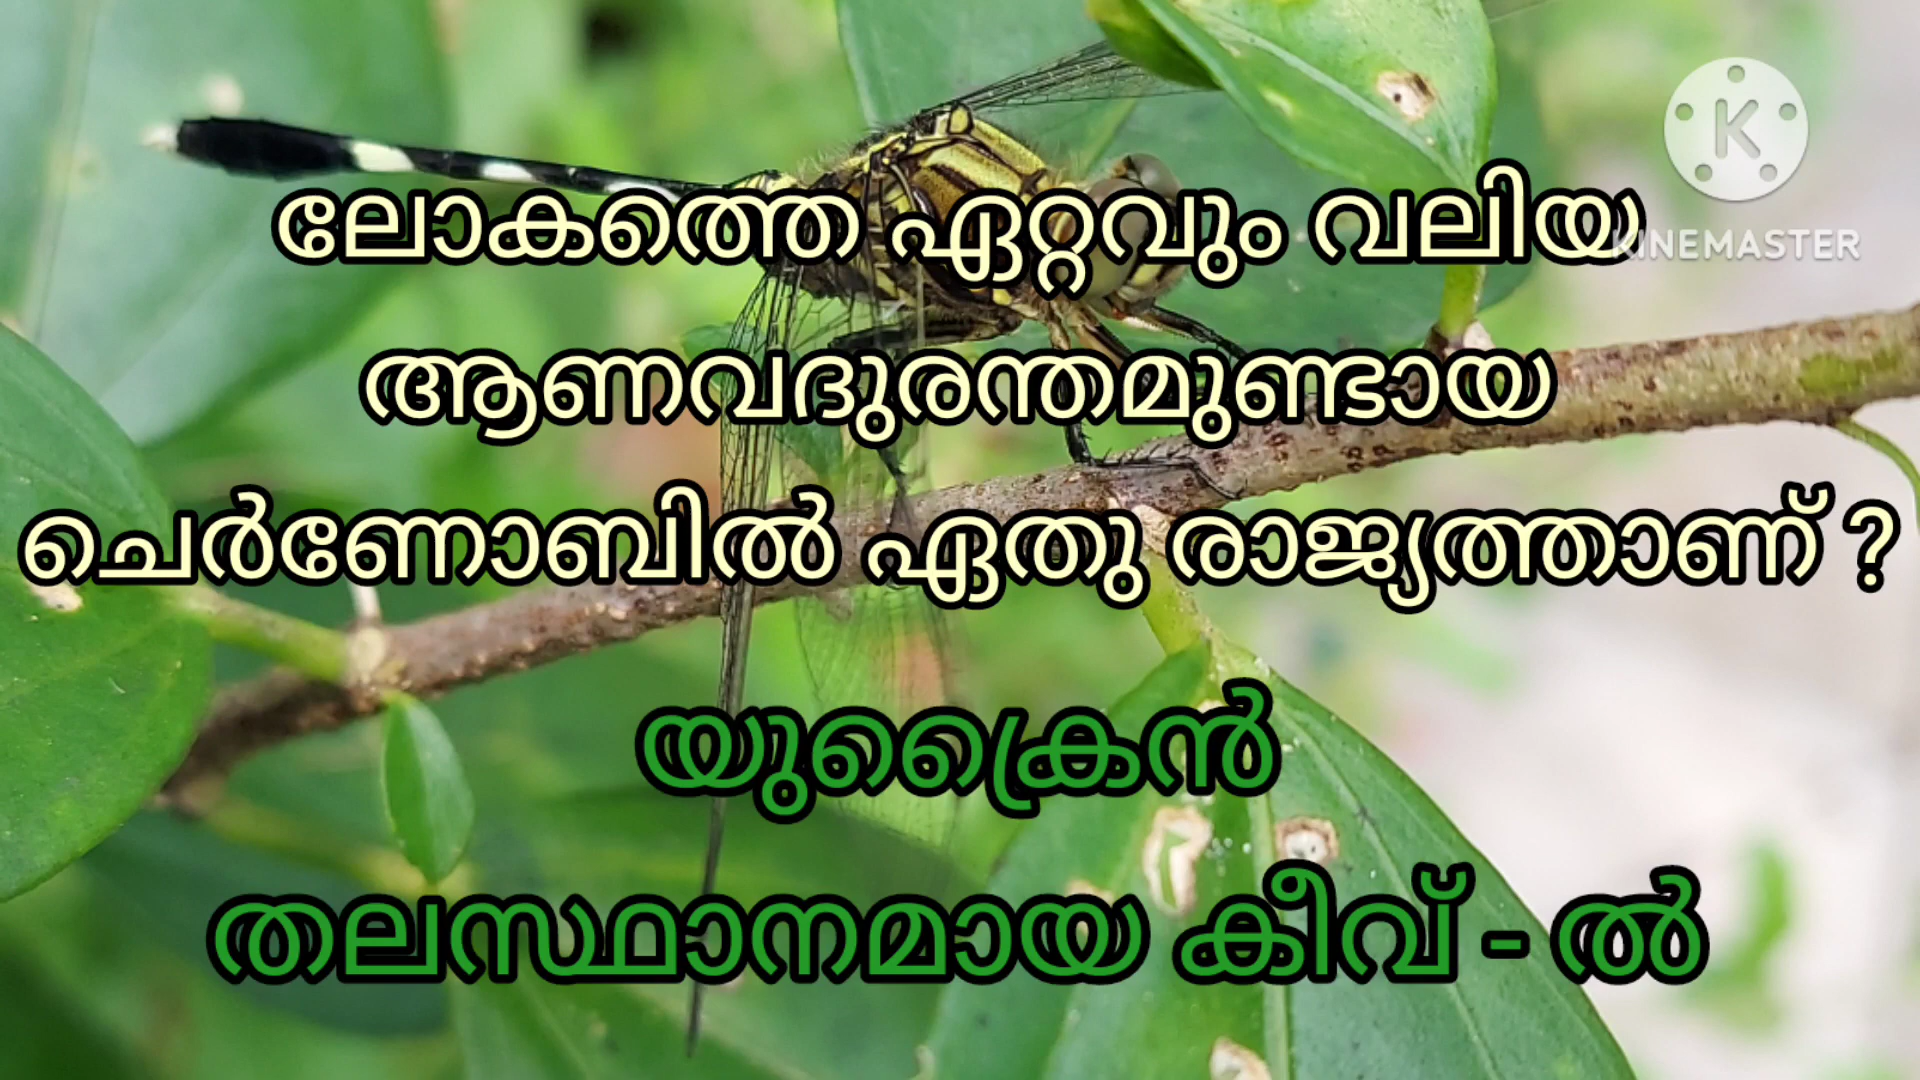 ലോകത്തെ ഏറ്റവും വലിയ
ആണവദുരന്തമുണ്ടായ
ചെർണോബിൽ ഏതു രാജ്യത്താണ് ?
യുക്രൈൻ
തലസ്ഥാനമായ കീവ് - ൽ
K
KINEMASTER